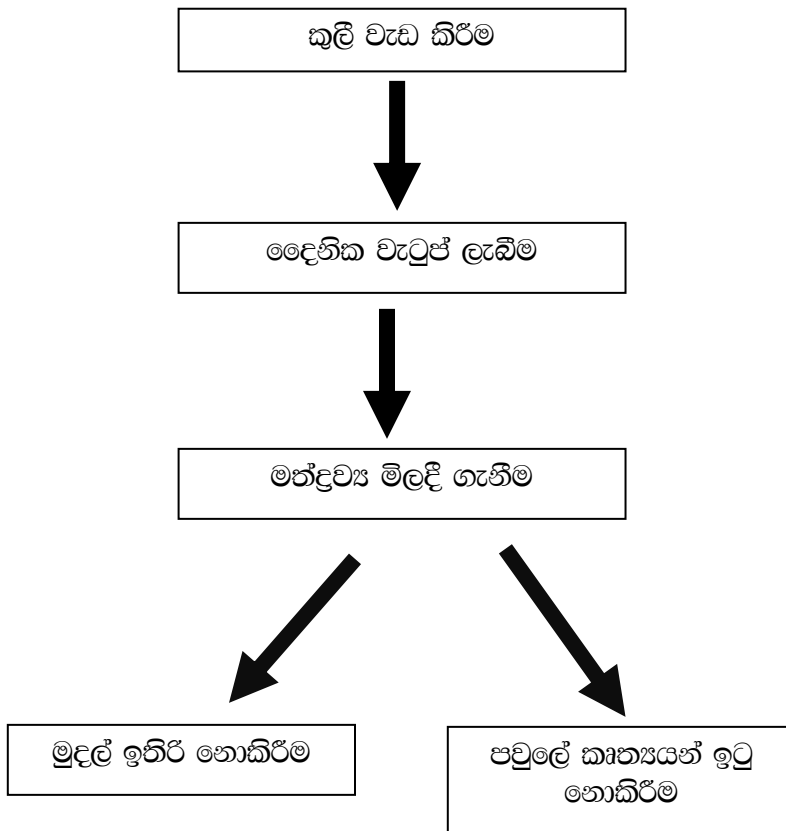 කුලී වැඩ කිරීම
දෛනික වැටුප් ලැබීම
මත්ද්‍රව්‍ය මිලදී ගැනීම
මුදල් ඉතිරි නොකිරීම
පවුලේ කෘත්‍යයන් ඉටු
නොකිරීම